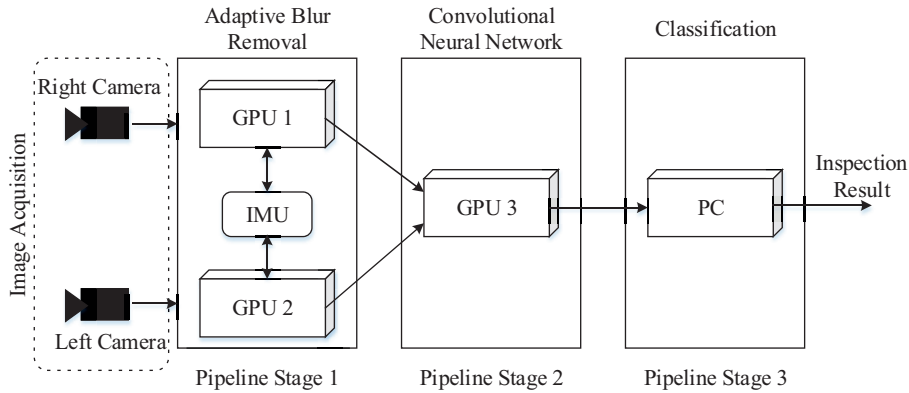 Adaptive Blur
Removal
Convolutional
Neural Network
Classification
Image Acquisition
Right Camera
Left Camera
GPU 1
IMU
GPU 2
GPU 3
PC
Inspection
Result
Pipeline Stage 1
Pipeline Stage 2
Pipeline Stage 3